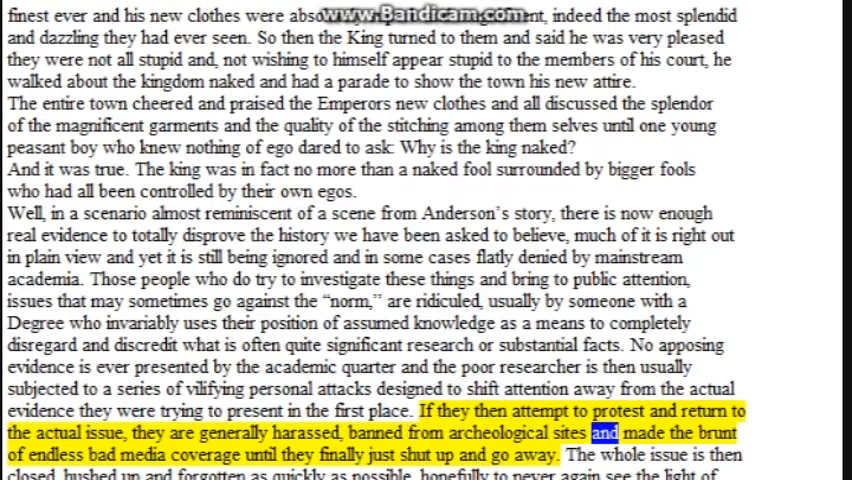 finest ever and his new clothes were
www.Bandicam.com
indeed the most splendid
and dazzling they had ever seen. So then the King turned to them and said he was very pleased
they were not all stupid and, not wishing to himself appear stupid to the members of his court, he
walked about the kingdom naked and had a parade to show the town his new attire.
The entire town cheered and praised the Emperors new clothes and all discussed the splendor
of the magnificent garments and the quality of the stitching among them selves until one young
peasant boy who knew nothing of ego dared to ask: Why is the king naked?
And it was true. The king was in fact no more than a naked fool surrounded by bigger fools
who had all been controlled by their own egos.
Well, in a scenario almost reminiscent of a scene from Anderson's story, there is now enough
real evidence to totally disprove the history we have been asked to believe, much of it is right out
in plain view and yet it is still being ignored and in some cases flatly denied by mainstream
academia. Those people who do try to investigate these things and bring to public attention,
issues that may sometimes go against the “norm,” are ridiculed, usually by someone with a
Degree who invariably uses their position of assumed knowledge as a means to completely
disregard and discredit what is often quite significant research or substantial facts. No apposing
evidence is ever presented by the academic quarter and the poor researcher is then usually
subjected to a series of vilifying personal attacks designed to shift attention away from the actual
evidence they were trying to present in the first place. If they then attempt to protest and return to
the actual issue, they are generally harassed, banned from archeological sites and made the brunt
of endless bad media coverage until they finally just shut up and go away. The whole issue is then
closed, hushed up and forgotten as quickly as possible, hopefully to never again see the light of